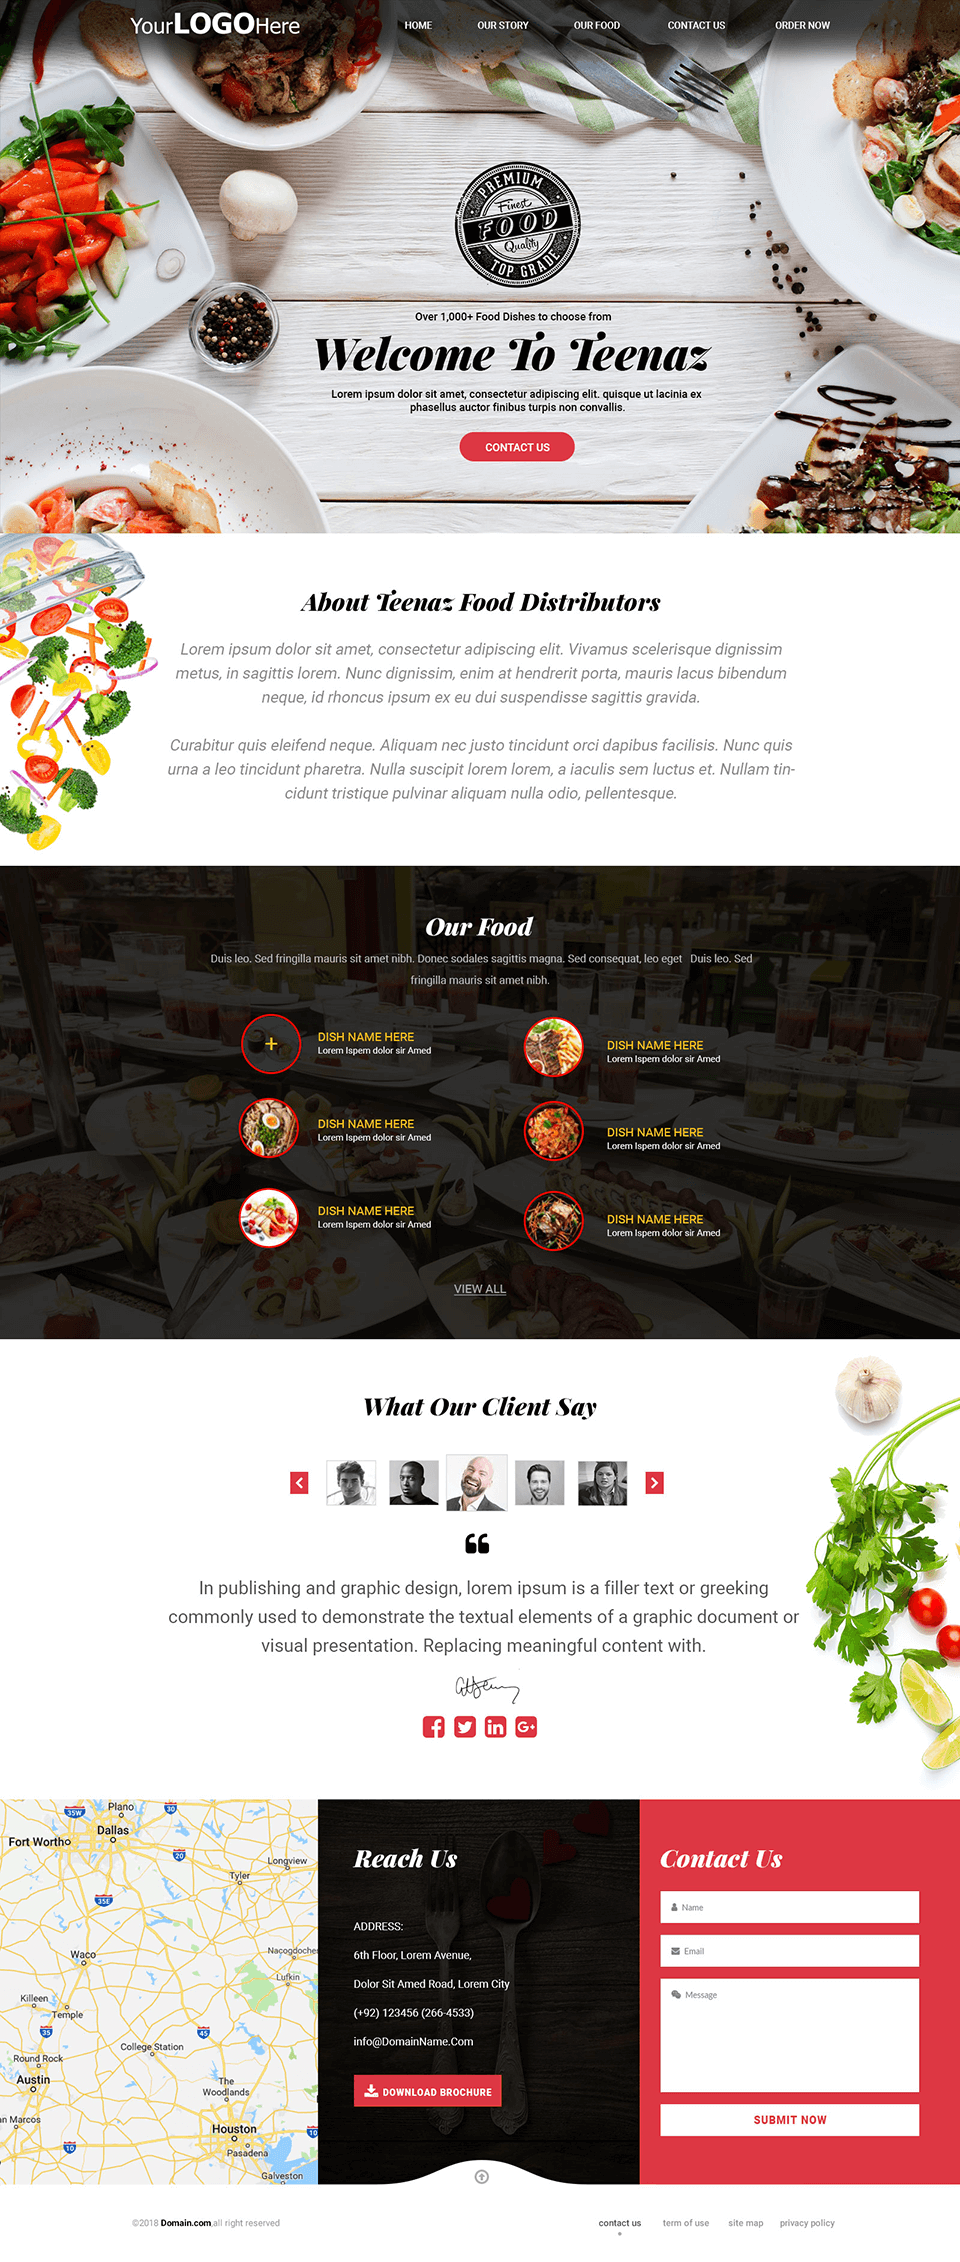 YourLOGOHere
HOME OUR STORY OUR FOOD CONTACT US ORDER NOW
PREMIUM
Finest
FOOD
Quality
TOP GRADE
Over 1,000+ Food Dishes to choose from
Welcome To Teenaz
Lorem ipsum dolor sit amet, consectetur adipiscing elit. quisque ut lacinia ex
phasellus auctor finibus turpis non convallis.
CONTACT US
About Teenaz Food Distributors
Lorem ipsum dolor sit amet, consectetur adipiscing elit. Vivamus scelerisque dignissim
metus, in sagittis lorem. Nunc dignissim, enim at hendrerit porta, mauris lacus bibendum
neque, id rhoncus ipsum ex eu dui suspendisse sagittis gravida.
Curabitur quis eleifend neque. Aliquam nec justo tincidunt orci dapibus facilisis. Nunc quis
urna a leo tincidunt pharetra. Nulla suscipit lorem lorem, a iaculis sem luctus et. Nullam tin-
cidunt tristique pulvinar aliquam nulla odio, pellentesque.
Our Food
Duis leo. Sed fringilla mauris sit amet nibh. Donec sodales sagittis magna. Sed consequat, leo eget Duis leo. Sed
fringilla mauris sit amet nibh.
DISH NAME HERE
Lorem Ispem dolor sir Amed
DISH NAME HERE
Lorem Ispem dolor sir Amed
DISH NAME HERE
Lorem Ispem dolor sir Amed
DISH NAME HERE
Lorem Ispem dolor sir Amed
DISH NAME HERE
Lorem Ispem dolor sir Amed
DISH NAME HERE
Lorem Ispem dolor sir Amed
VIEW ALL
What Our Client Say
In publishing and graphic design, lorem ipsum is a filler text or greeking
commonly used to demonstrate the textual elements of a graphic document or
visual presentation. Replacing meaningful content with.
Plano
35W
30
Dallas
Fort Worth
20
Longview
Tyler
35E
Waco
Nacogdoches
Lufkin
Killeen
Temple
35
45
College Station
Round Rock
Austin
The
Woodlands
an Marcos
Houston
10
10
Pasadena
Galveston
Reach Us
ADDRESS:
6th Floor, Lorem Avenue,
Dolor Sit Amed Road, Lorem City
(+92) 123456 (266-4533)
info@DomainName.Com
DOWNLOAD BROCHURE
Contact Us
Name
Email
Message
SUBMIT NOW
©2018 Domain.com,all right reserved
contact us term of use site map privacy policy